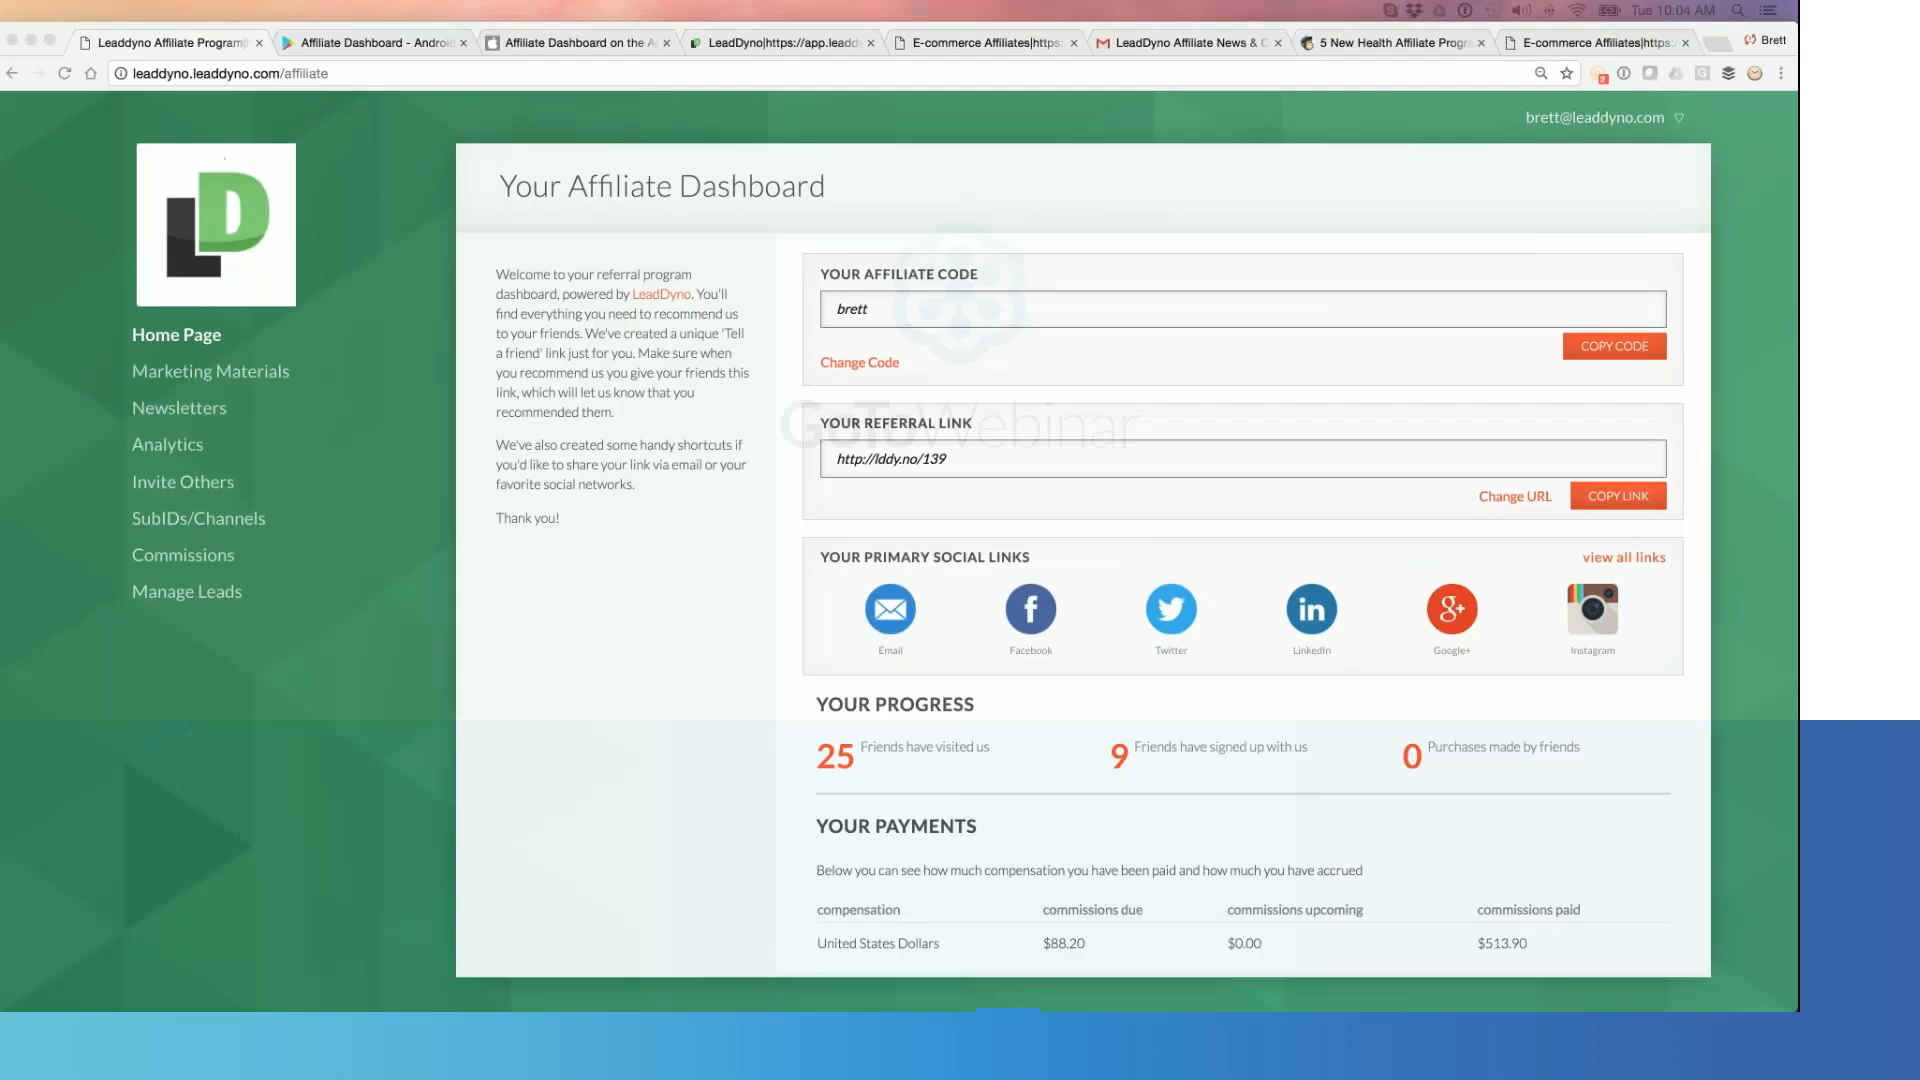 Tue 10:04 AM
Leaddyno Affiliate Program|
Affiliate Dashboard - Androi
Affiliate Dashboard on the A
LeadDyno|https://app.leaddy
E-commerce Affiliates|https:
LeadDyno Affiliate News & C
5 New Health Affiliate Progra
E-commerce Affiliates|https:
Brett
leaddyno.leaddyno.com/affiliate
2
brett@leaddyno.com
LD
Home Page
Marketing Materials
Newsletters
Analytics
Invite Others
SubIDs/Channels
Commissions
Manage Leads
Your Affiliate Dashboard
Welcome to your referral program
dashboard, powered by LeadDyno. You'll
find everything you need to recommend us
to your friends. We've created a unique 'Tell
a friend' link just for you. Make sure when
you recommend us you give your friends this
link, which will let us know that you
recommended them.
We've also created some handy shortcuts if
you'd like to share your link via email or your
favorite social networks.
Thank you!
YOUR AFFILIATE CODE
brett
COPY CODE
Change Code
GoToWebinar
YOUR REFERRAL LINK
http://lddy.no/139
Change URL
COPY LINK
YOUR PRIMARY SOCIAL LINKS
view all links
Email
Facebook
Twitter
LinkedIn
Google+
Instagram
YOUR PROGRESS
25 Friends have visited us
9 Friends have signed up with us
0 Purchases made by friends
YOUR PAYMENTS
Below you can see how much compensation you have been paid and how much you have accrued
compensation commissions due commissions upcoming commissions paid
United States Dollars $88.20 $0.00 $513.90